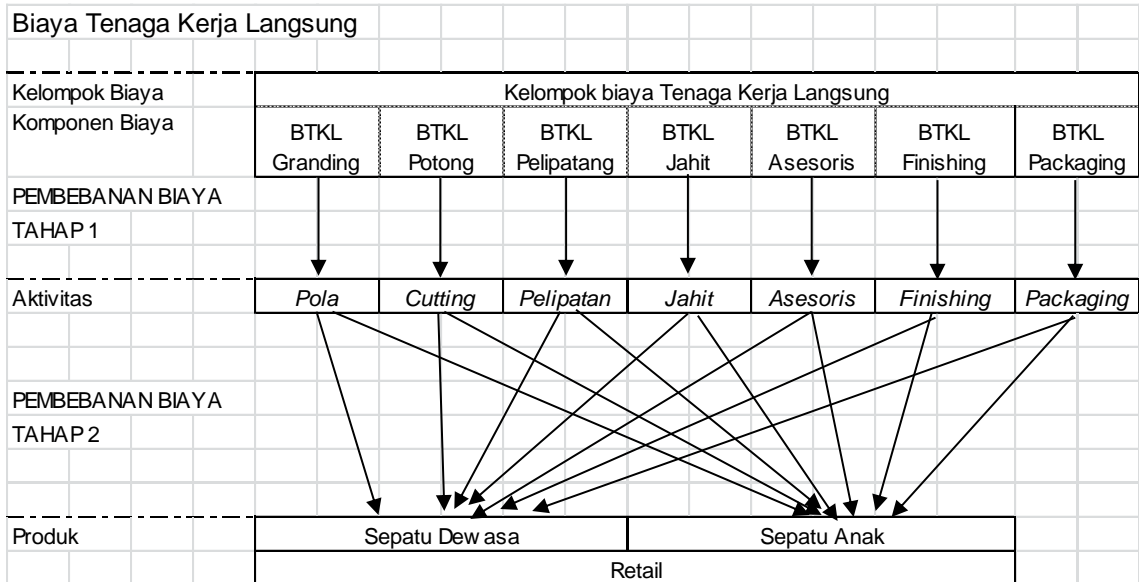 Biaya Tenaga Kerja Langsung
Kelompok Biaya Kelompok biaya Tenaga Kerja Langsung
Komponen Biaya
BTKL BTKL BTKL BTKL BTKL BTKL BTKL
Granding Potong Pelipatang Jahit Asesoris Finishing Packaging
PEMBEBANAN BIAYA
TAHAP 1
Aktivitas Pola Cutting Pelipatan Jahit Asesoris Finishing Packaging
PEMBEBANAN BIAYA
TAHAP 2
Produk Sepatu Dewasa Sepatu Anak
Retail